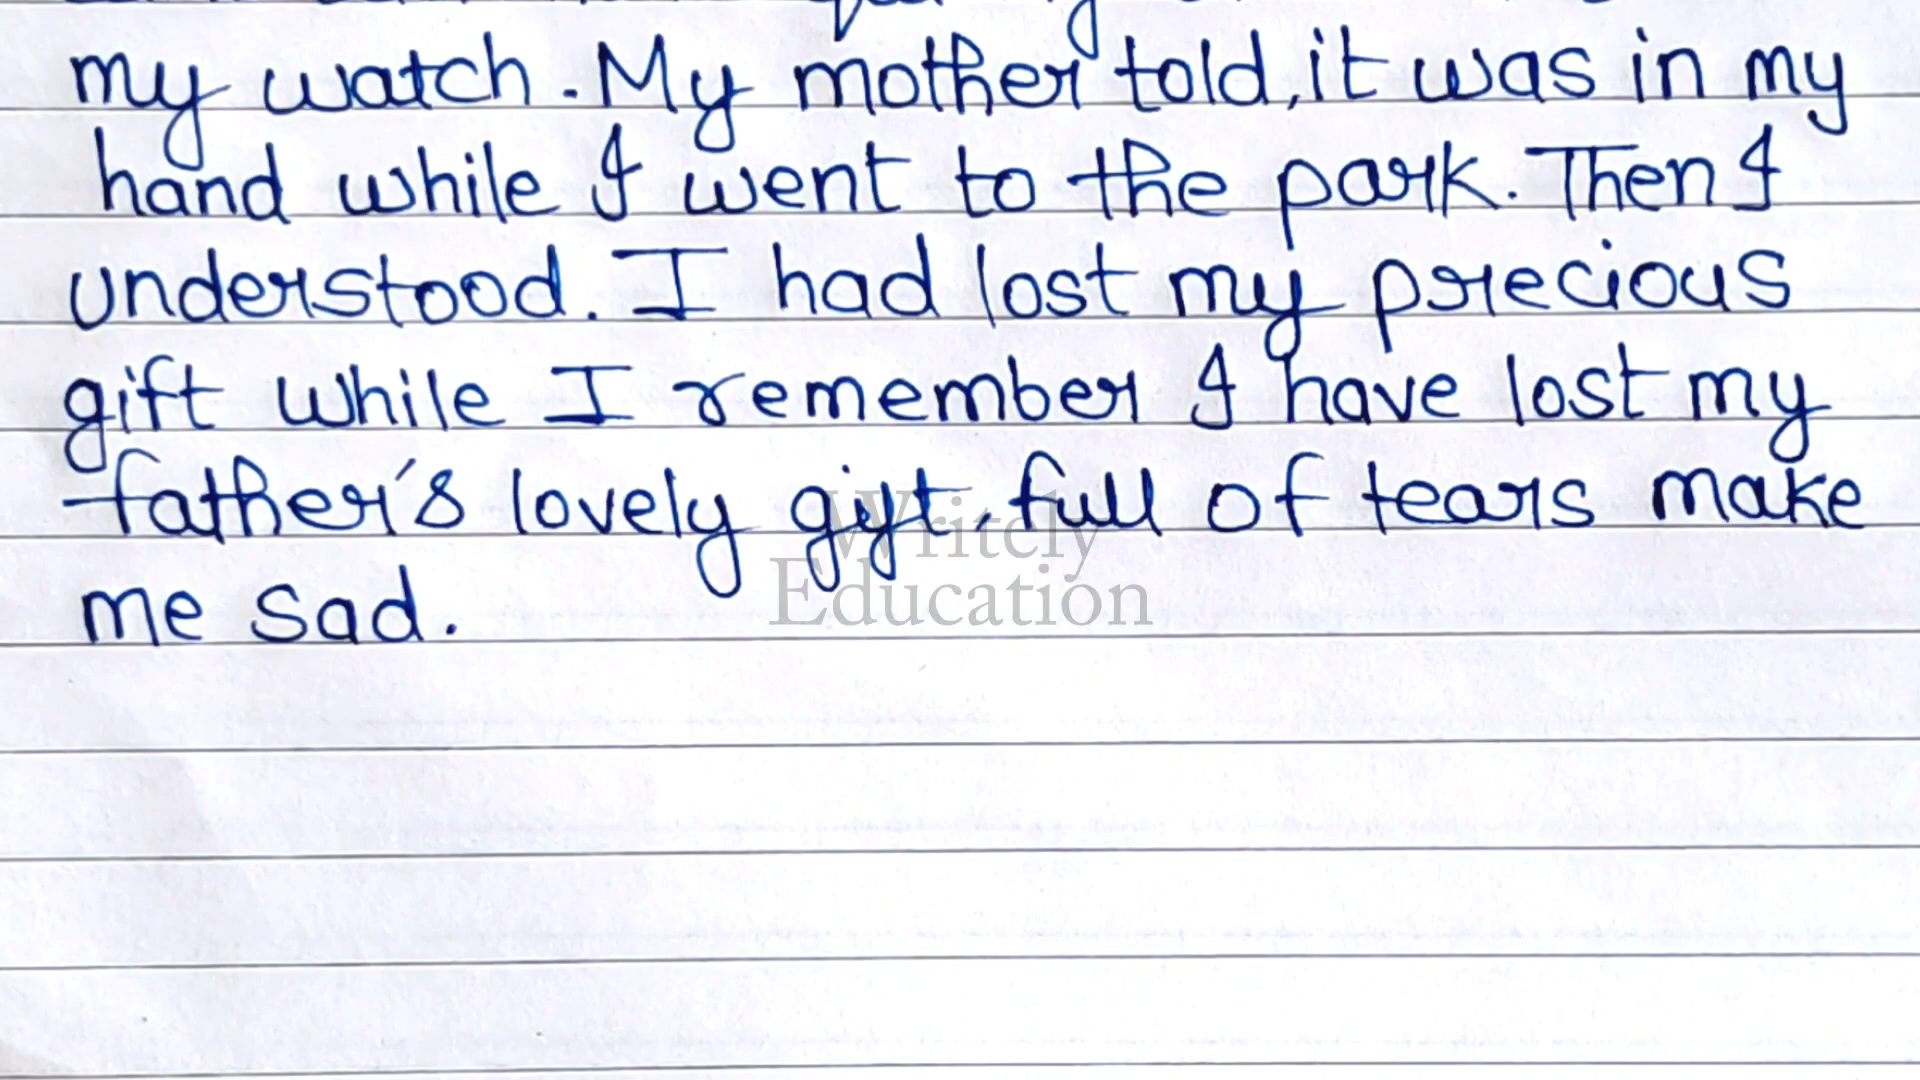 my watch. My mother told, it was in my
hand while I went to the park. Then I
understood. I had lost my precious
gift while I remember I have lost my
father's lovely gift. full of tears make
me sad.
Writely
Education